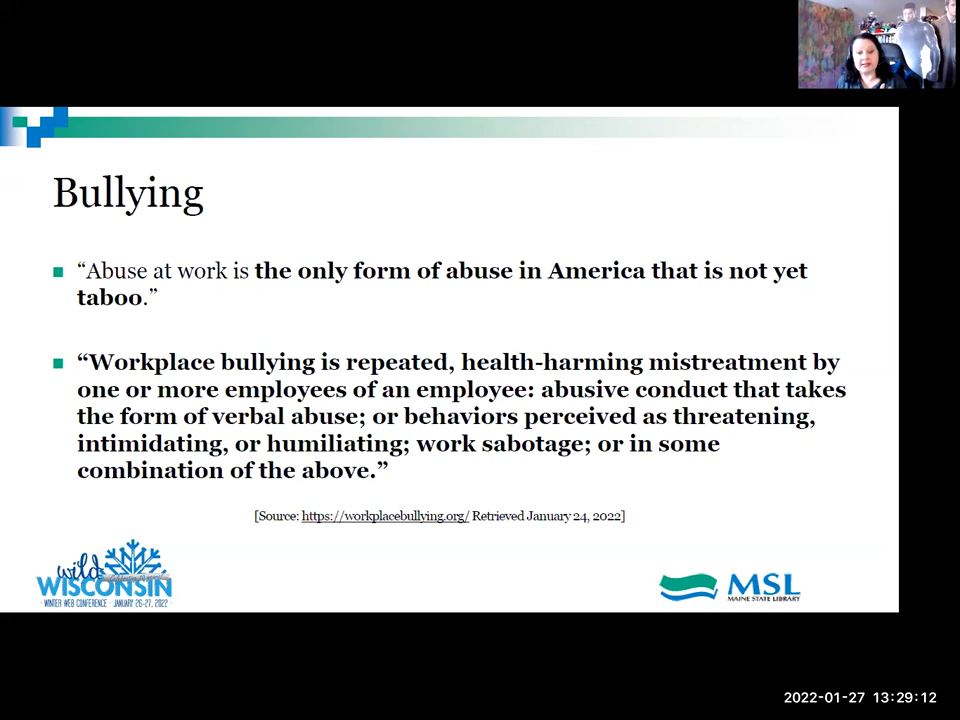 Bullying
“Abuse at work is the only form of abuse in America that is not yet
taboo.”
“Workplace bullying is repeated, health-harming mistreatment by
one or more employees of an employee: abusive conduct that takes
the form of verbal abuse; or behaviors perceived as threatening,
intimidating, or humiliating; work sabotage; or in some
combination of the above.”
[Source: https://workplacebullying.org/ Retrieved January 24, 2022]
wild
WISCONSIN
· WINTER WEB CONFERENCE · JANUARY 26-27, 2022 ·
MSL
MAINE STATE LIBRARY
2022-01-27 13:29:12